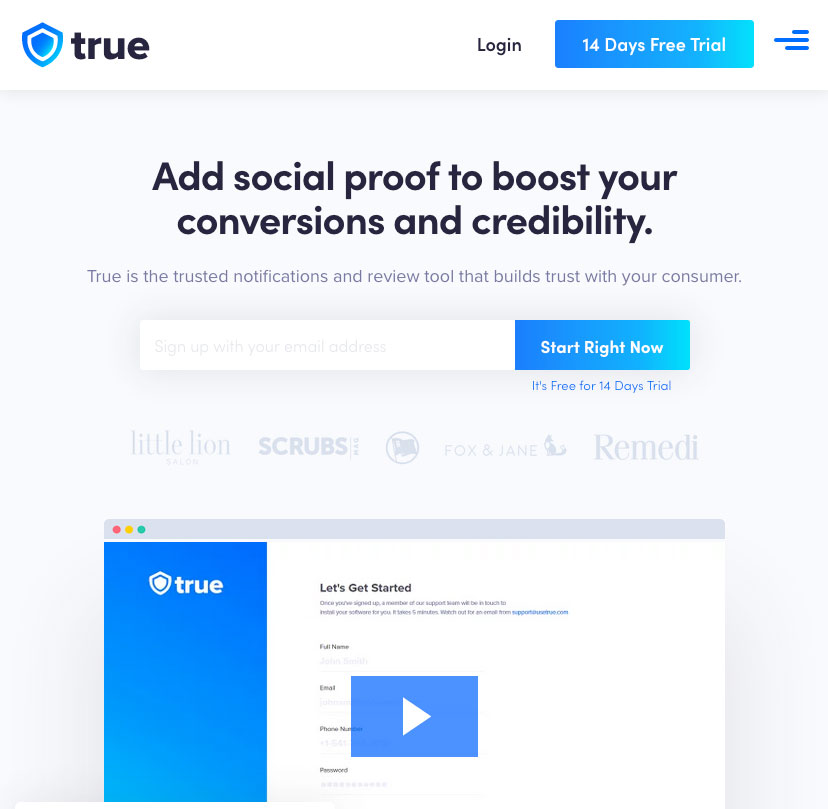 true
Login
14 Days Free Trial
Add social proof to boost your
conversions and credibility.
True is the trusted notifications and review tool that builds trust with your consumer.
Sign up with your email address
Start Right Now
It's Free for 14 Days Trial
little lion
SALON
SCRUBS MAG
FOX & JANE
Remedi
true
Let's Get Started
Once you've signed up, a member of our support team will be in touch to
install your software for you. It takes 5 minutes. Watch out for an email from support@usetrue.com
Full Name
John Smith
Email
Phone Number
Password